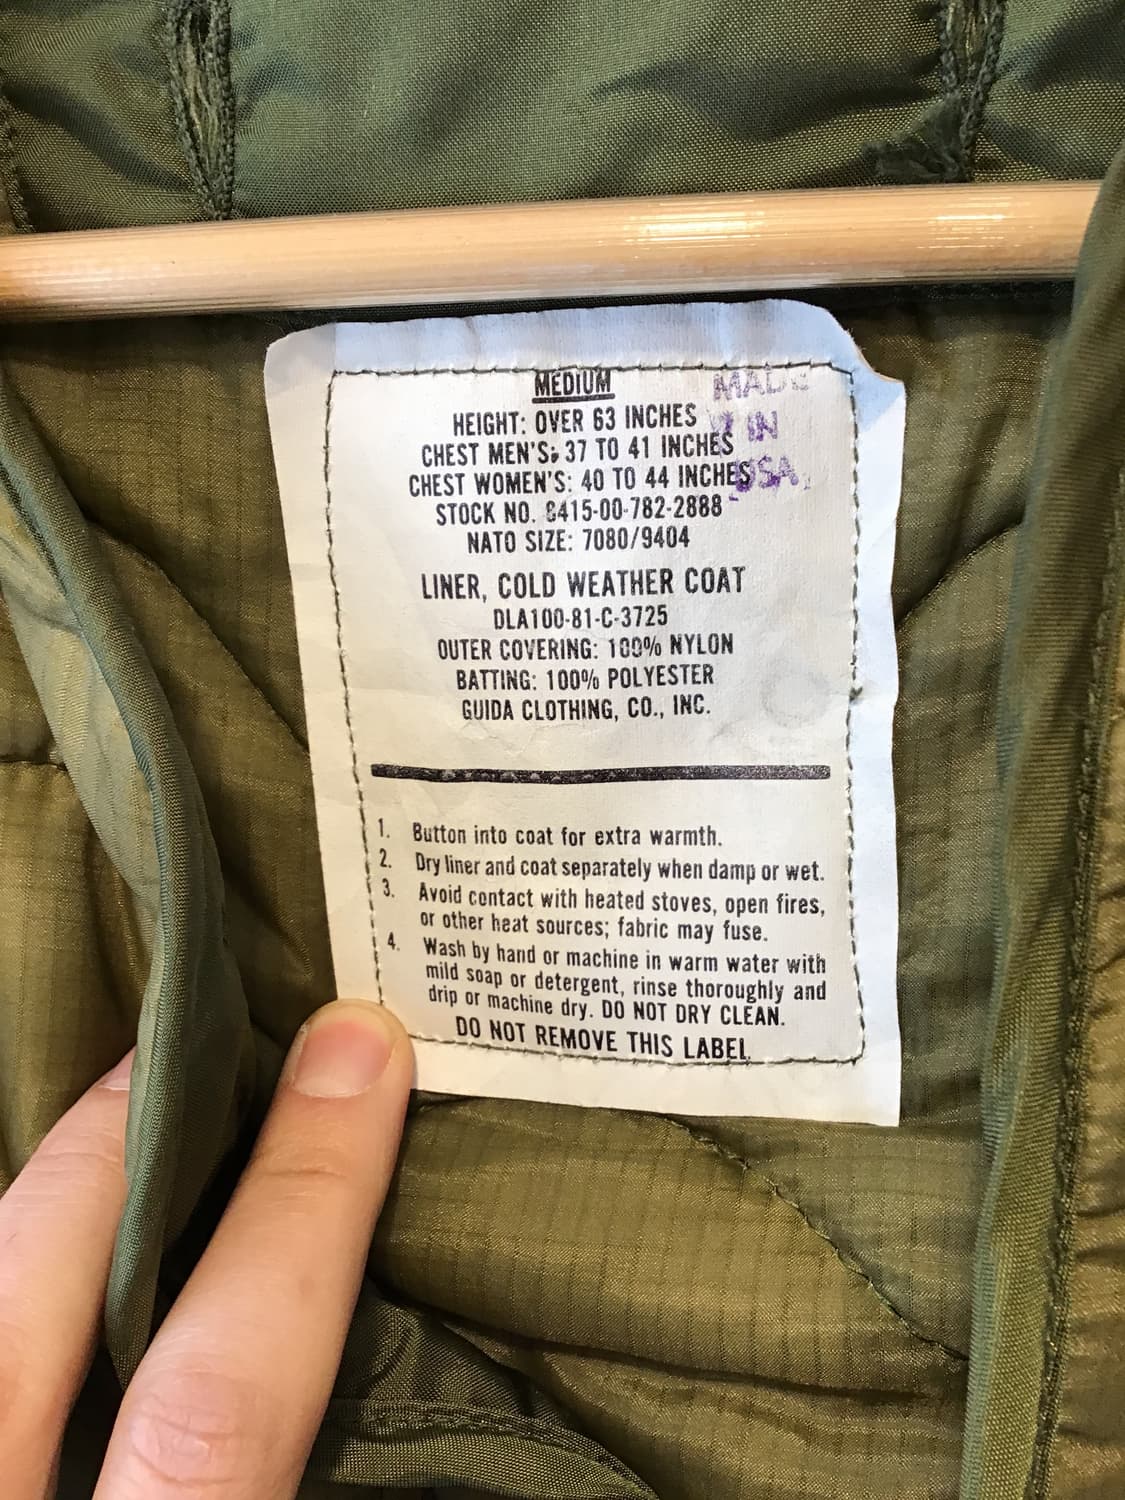 MEDIUM
MADE
IN
USA
HEIGHT: OVER 63 INCHES
CHEST MEN'S: 37 TO 41 INCHES
CHEST WOMEN'S: 40 TO 44 INCHES
STOCK NO. 8415-00-782-2888
NATO SIZE: 7080/9404
LINER, COLD WEATHER COAT
DLA100-81-C-3725
OUTER COVERING: 100% NYLON
BATTING: 100% POLYESTER
GUIDA CLOTHING, CO., INC.
1. Button into coat for extra warmth.
2. Dry liner and coat separately when damp or wet.
3. Avoid contact with heated stoves, open fires,
or other heat sources; fabric may fuse.
4. Wash by hand or machine in warm water with
mild soap or detergent, rinse thoroughly and
drip or machine dry. DO NOT DRY CLEAN.
DO NOT REMOVE THIS LABEL.